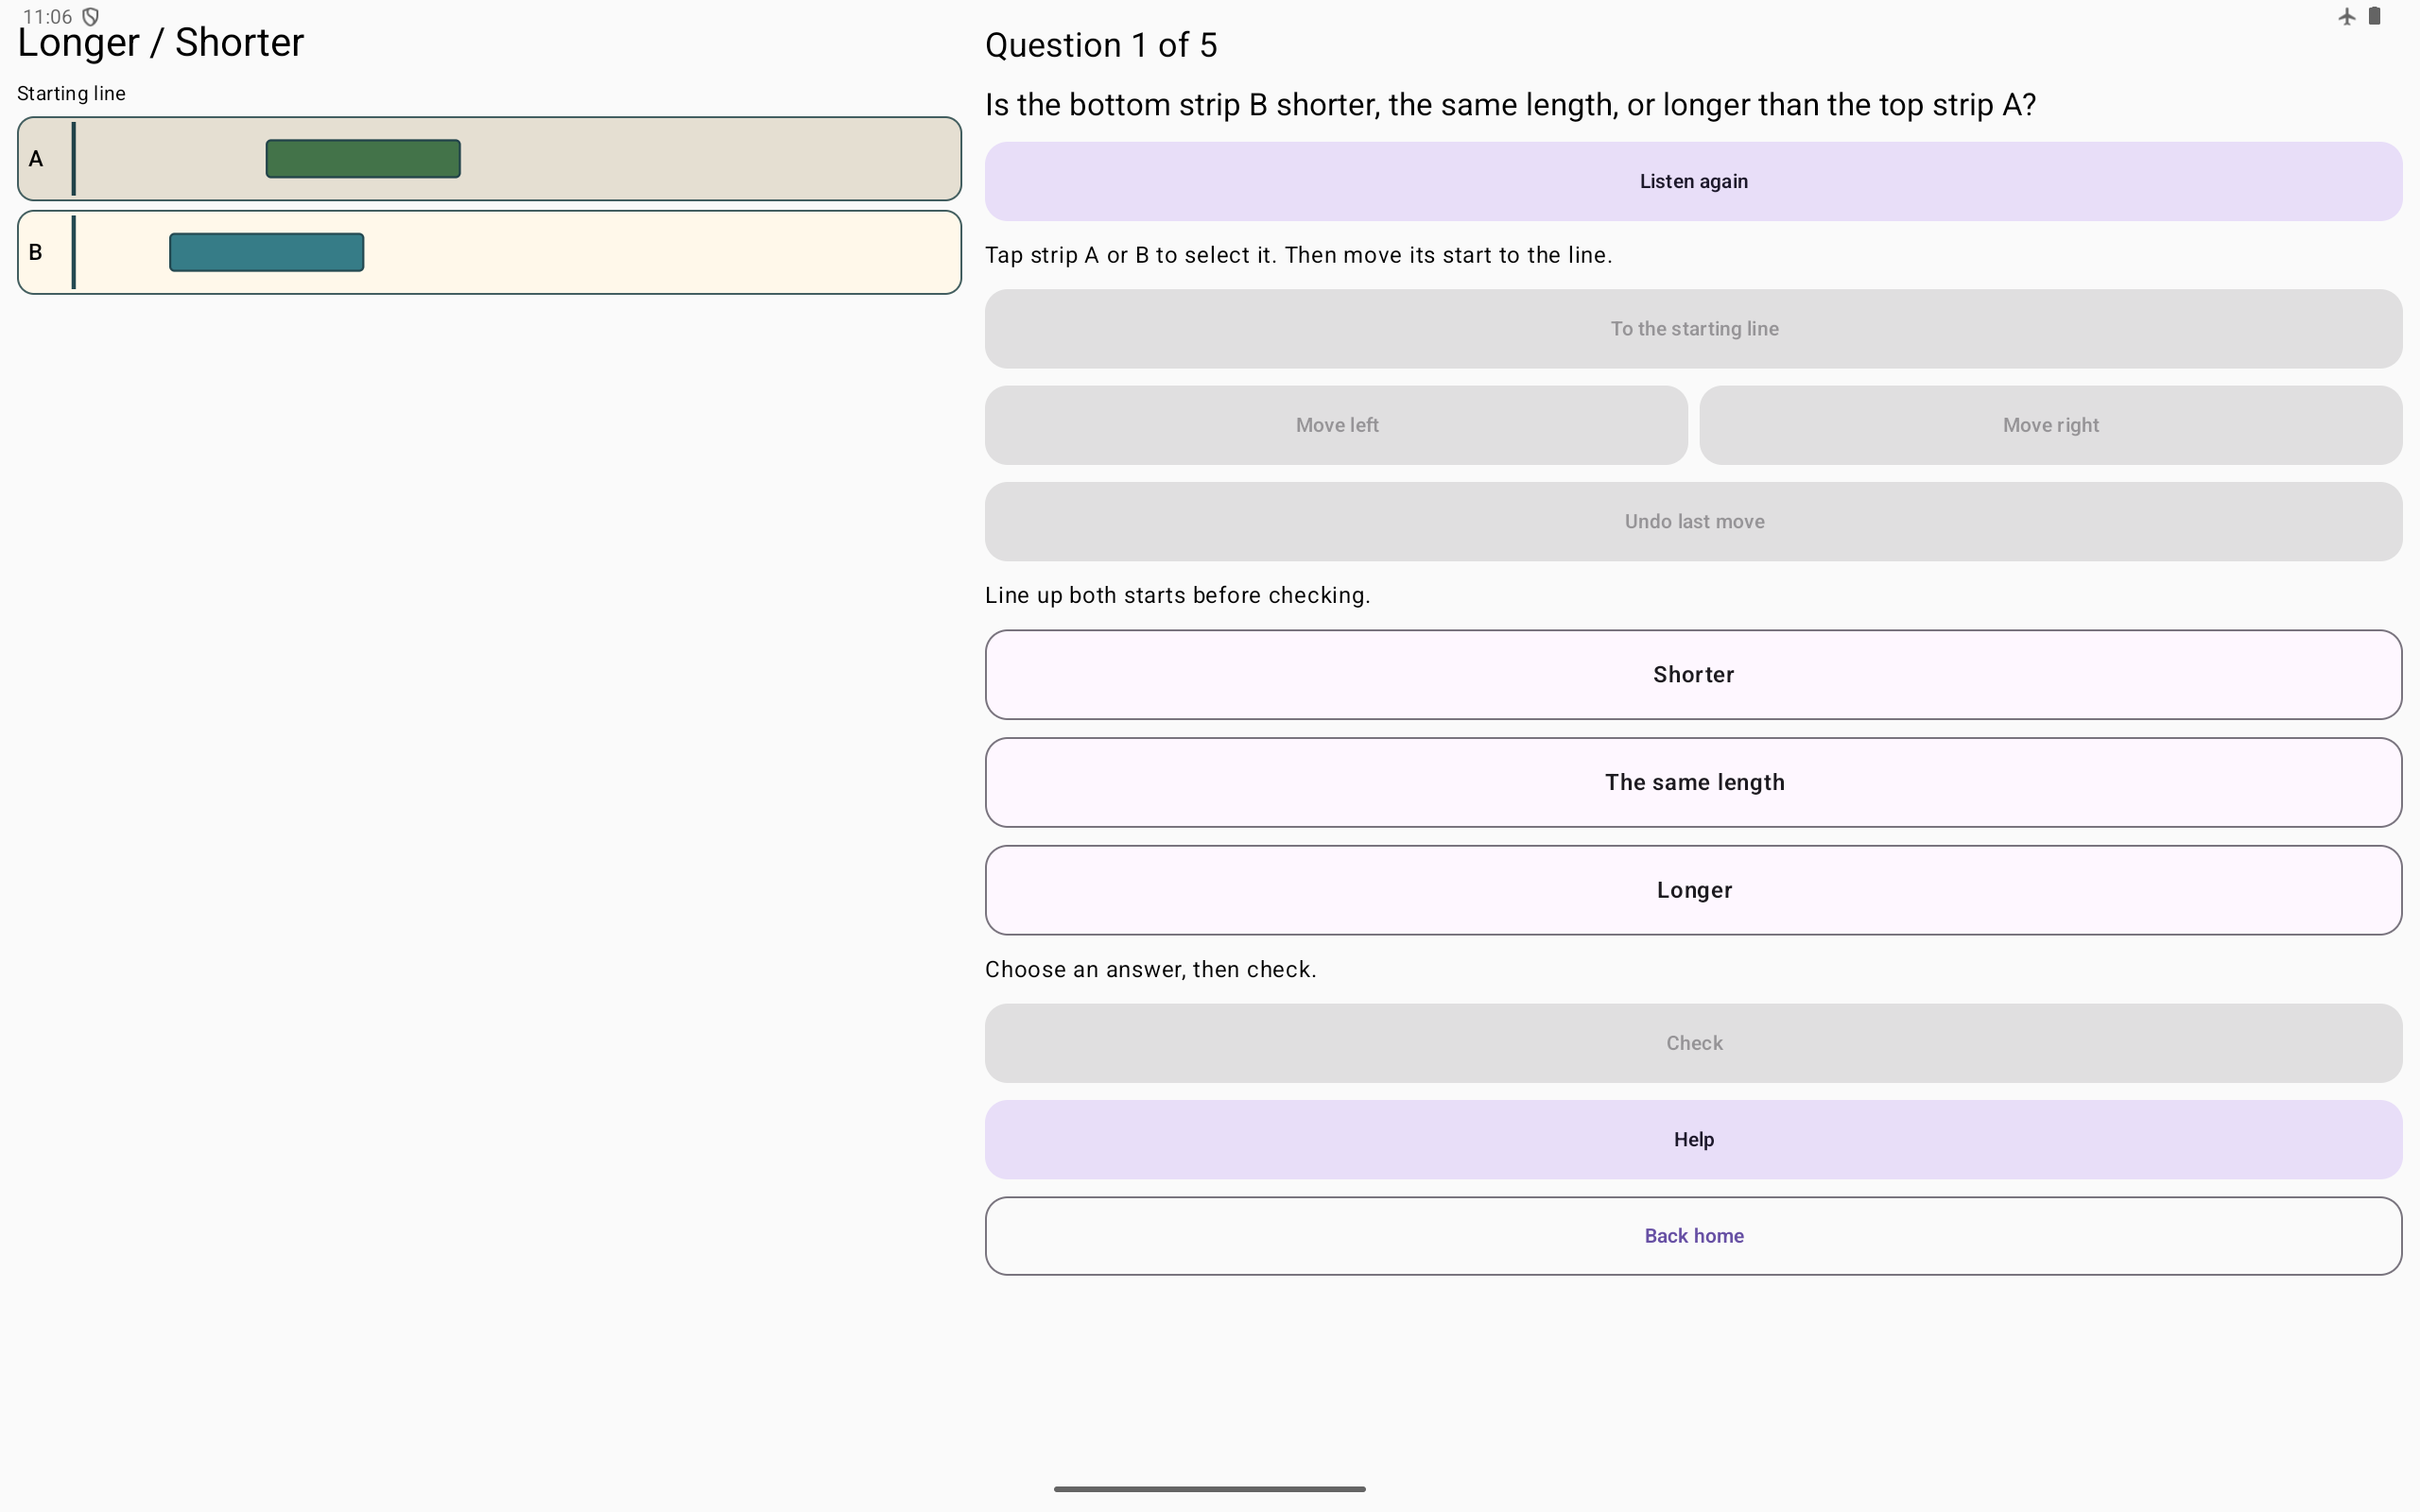 11:06
Longer / Shorter
Starting line
A
B
Question 1 of 5
Is the bottom strip B shorter, the same length, or longer than the top strip A?
Listen again
Tap strip A or B to select it. Then move its start to the line.
To the starting line
Move left
Move right
Undo last move
Line up both starts before checking.
Shorter
The same length
Longer
Choose an answer, then check.
Check
Help
Back home